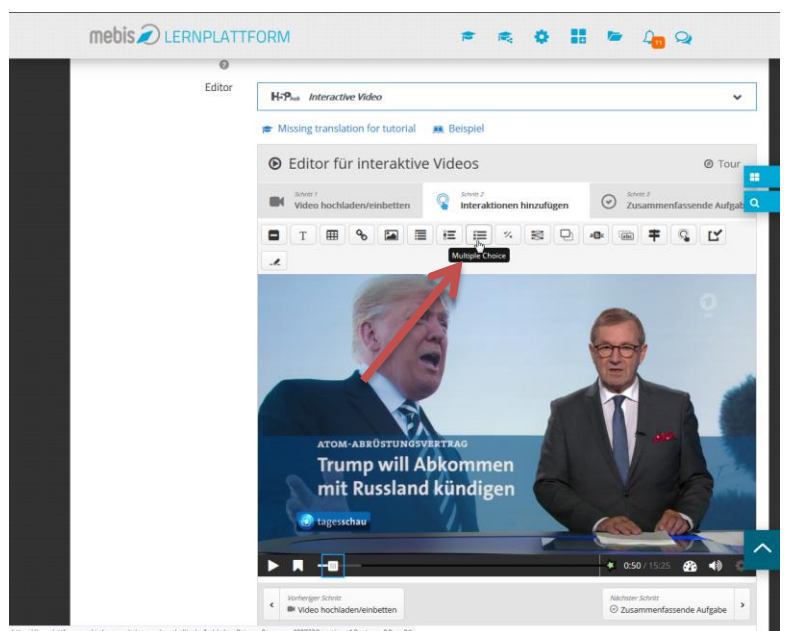 mebis LERNPLATTFORM
11
Editor
H-P Interactive Video
Missing translation for tutorial Beispiel
Editor für interaktive Videos Tour
Schritt 1
Video hochladen/einbetten
Schritt 2
Interaktionen hinzufügen
Schritt 3
Zusammenfassende Aufgab
T
Multiple Choice
ATOM-ABRÜSTUNGSVERTRAG
Trump will Abkommen
mit Russland kündigen
tagesschau
0:50 / 15:25
Vorheriger Schritt
Video hochladen/einbetten
Nächster Schritt
Zusammenfassende Aufgabe